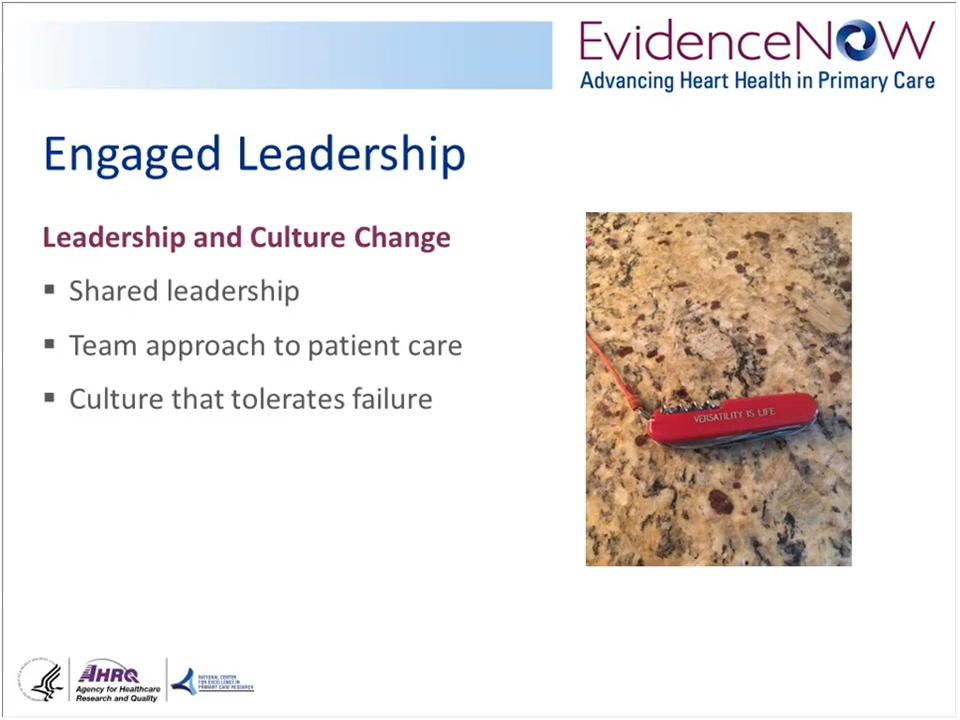 EvidenceNOW
Advancing Heart Health in Primary Care
Engaged Leadership
Leadership and Culture Change
▪ Shared leadership
▪ Team approach to patient care
▪ Culture that tolerates failure
VERSATILITY IS LIFE
AHRQ
Agency for Healthcare
Research and Quality
NATIONAL CENTER
FOR EXCELLENCE IN
PRIMARY CARE RESEARCH